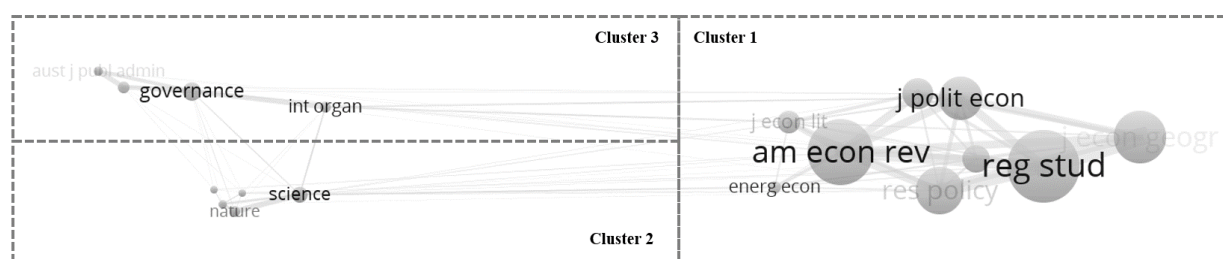 Cluster 3
aust j publ admin
governance
int organ
science
nature
Cluster 2
Cluster 1
j polit econ
j econ lit
j econ geogr
am econ rev
reg stud
energ econ
res policy